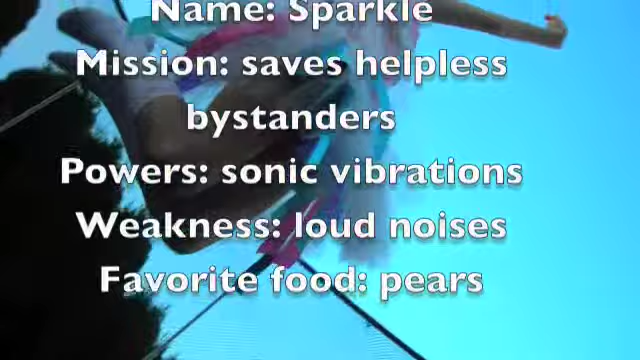 Name: Sparkle
Mission: saves helpless
bystanders
Powers: sonic vibrations
Weakness: loud noises
Favorite food: pears